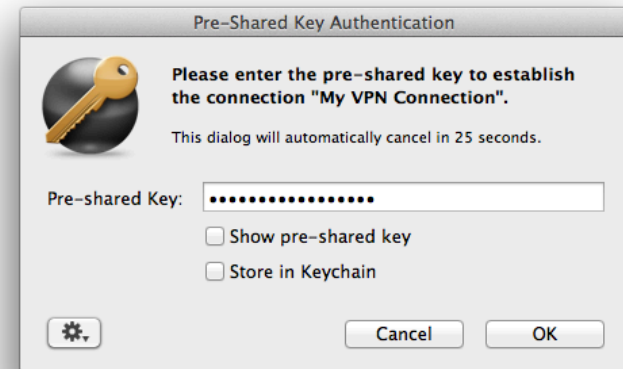 Pre-Shared Key Authentication
Please enter the pre-shared key to establish
the connection "My VPN Connection".
This dialog will automatically cancel in 25 seconds.
Pre-shared Key: •••••••••••••••••
Show pre-shared key
Store in Keychain
Cancel OK